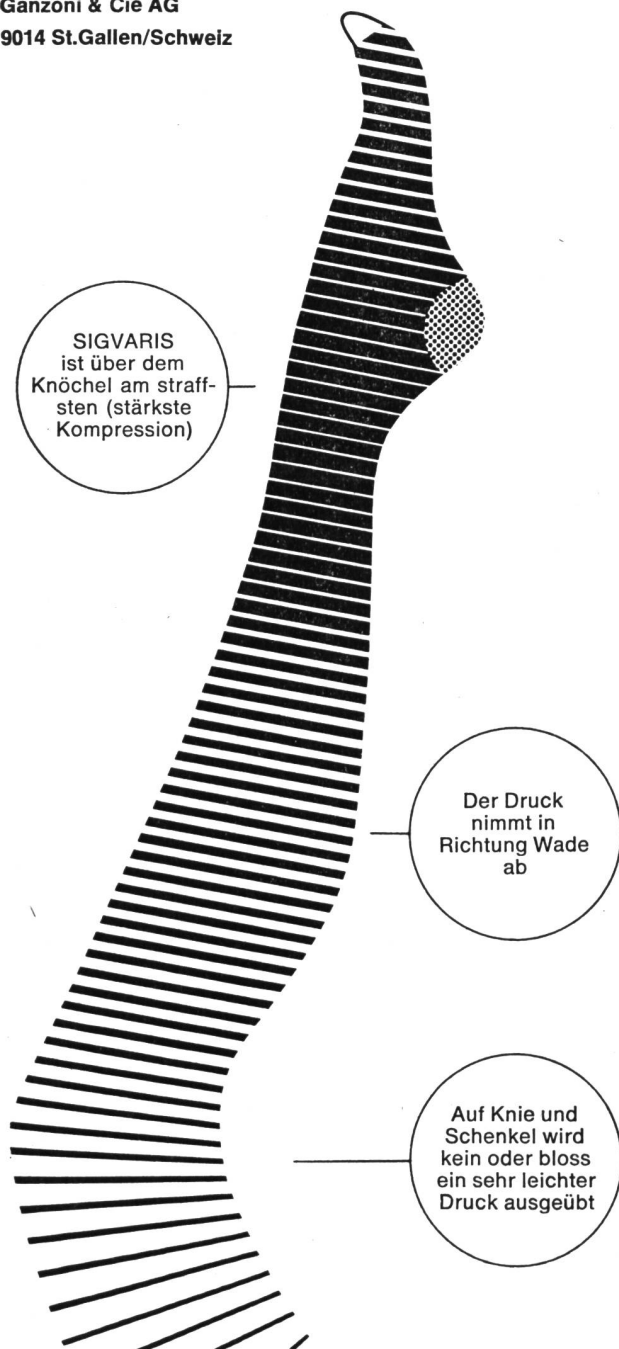 Ganzoni & Cie AG
9014 St.Gallen/Schweiz
SIGVARIS
ist über dem
Knöchel am straff-
sten (stärkste
Kompression)
Der Druck
nimmt in
Richtung Wade
ab
Auf Knie und
Schenkel wird
kein oder bloss
ein sehr leichter
Druck ausgeübt